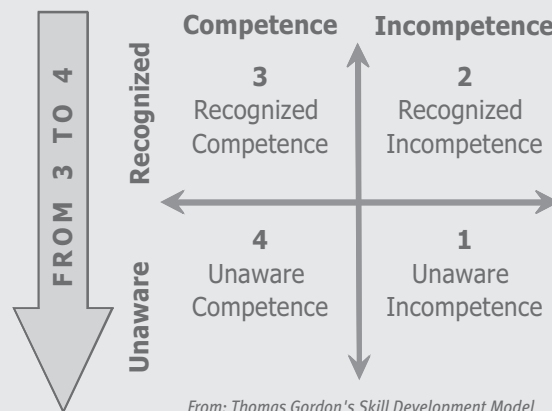 Competence Incompetence
FROM 3 TO 4
Recognized
3
Recognized
Competence
2
Recognized
Incompetence
Unaware
4
Unaware
Competence
1
Unaware
Incompetence
From: Thomas Gordon's Skill Development Model